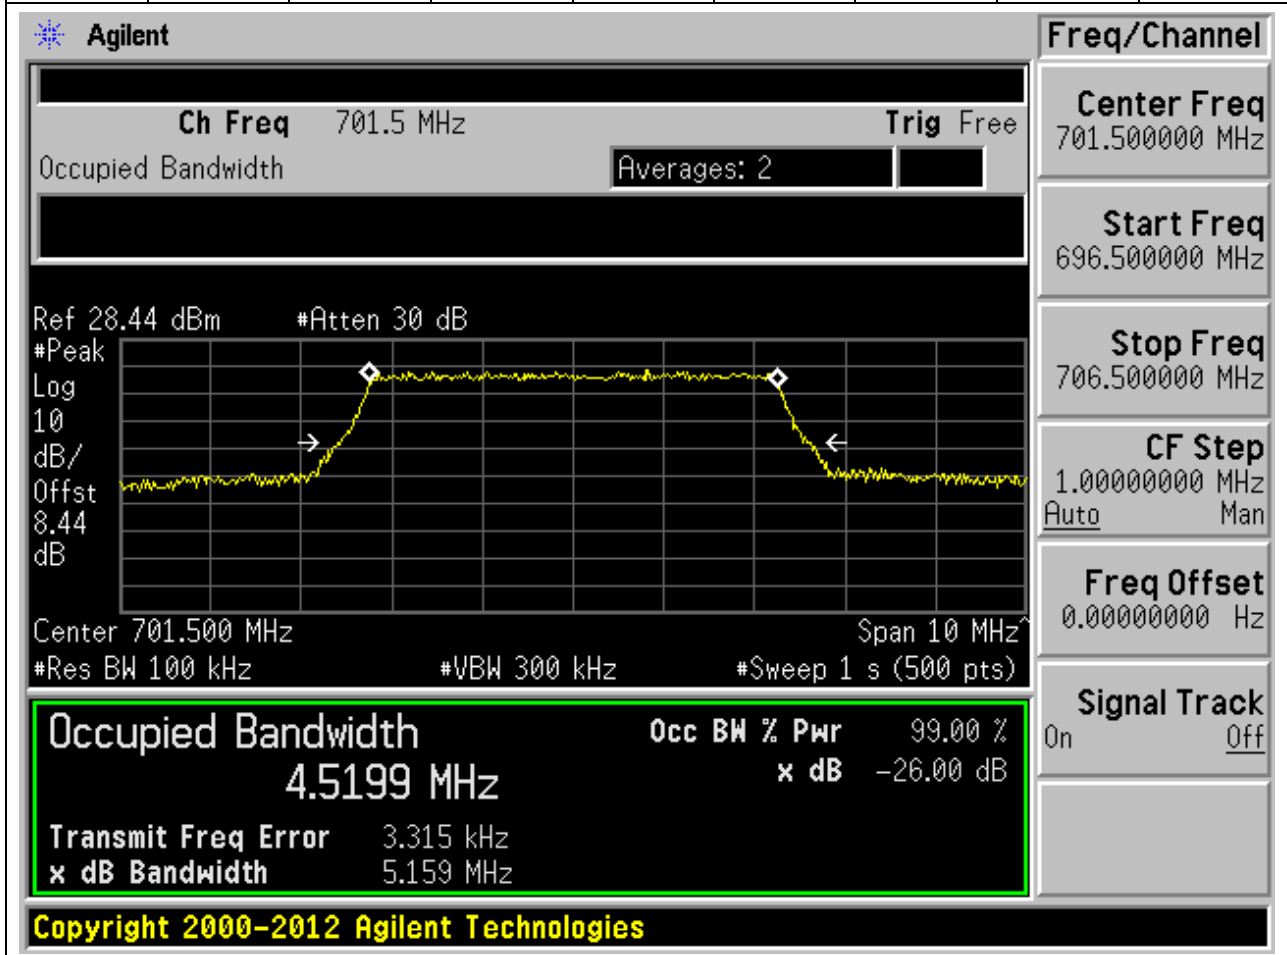 Agilent
Freq/Channel
Ch Freq 701.5 MHz Trig Free
Occupied Bandwidth Averages: 2
Center Freq
701.500000 MHz
Start Freq
696.500000 MHz
Stop Freq
706.500000 MHz
CF Step
1.00000000 MHz
Auto Man
Freq Offset
0.00000000 Hz
Signal Track
On Off
Ref 28.44 dBm #Atten 30 dB
#Peak
Log
10
dB/
Offst
8.44
dB
Center 701.500 MHz Span 10 MHz^
#Res BW 100 kHz #VBW 300 kHz #Sweep 1 s (500 pts)
Occupied Bandwidth Occ BW % Pwr 99.00 %
4.5199 MHz x dB -26.00 dB
Transmit Freq Error 3.315 kHz
x dB Bandwidth 5.159 MHz
Copyright 2000-2012 Agilent Technologies